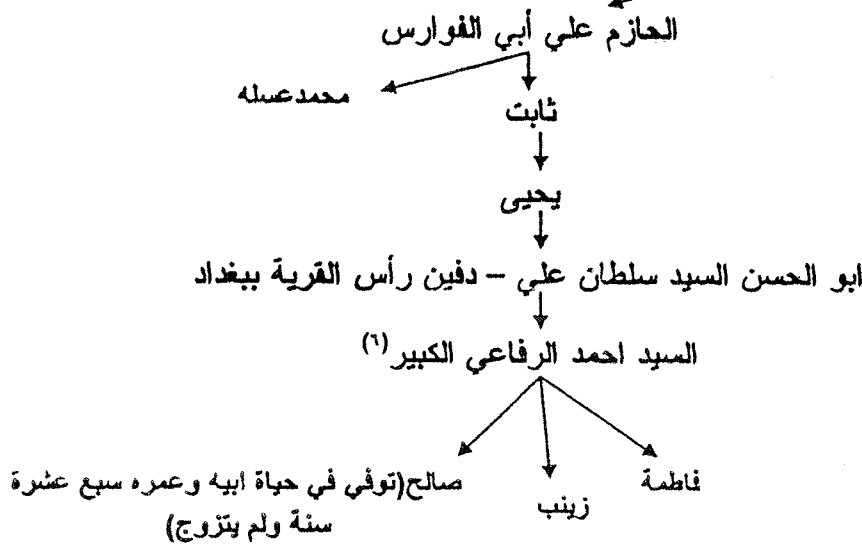 الحازم علي أبي الفوارس
محمدعسله
ثابت
يحيى
ابو الحسن السيد سلطان علي – دفين رأس القرية ببغداد
السيد احمد الرفاعي الكبير(٦)
فاطمة
زينب
صالح(توفي في حياة ابيه وعمره سبع عشرة
سنة ولم يتزوج)